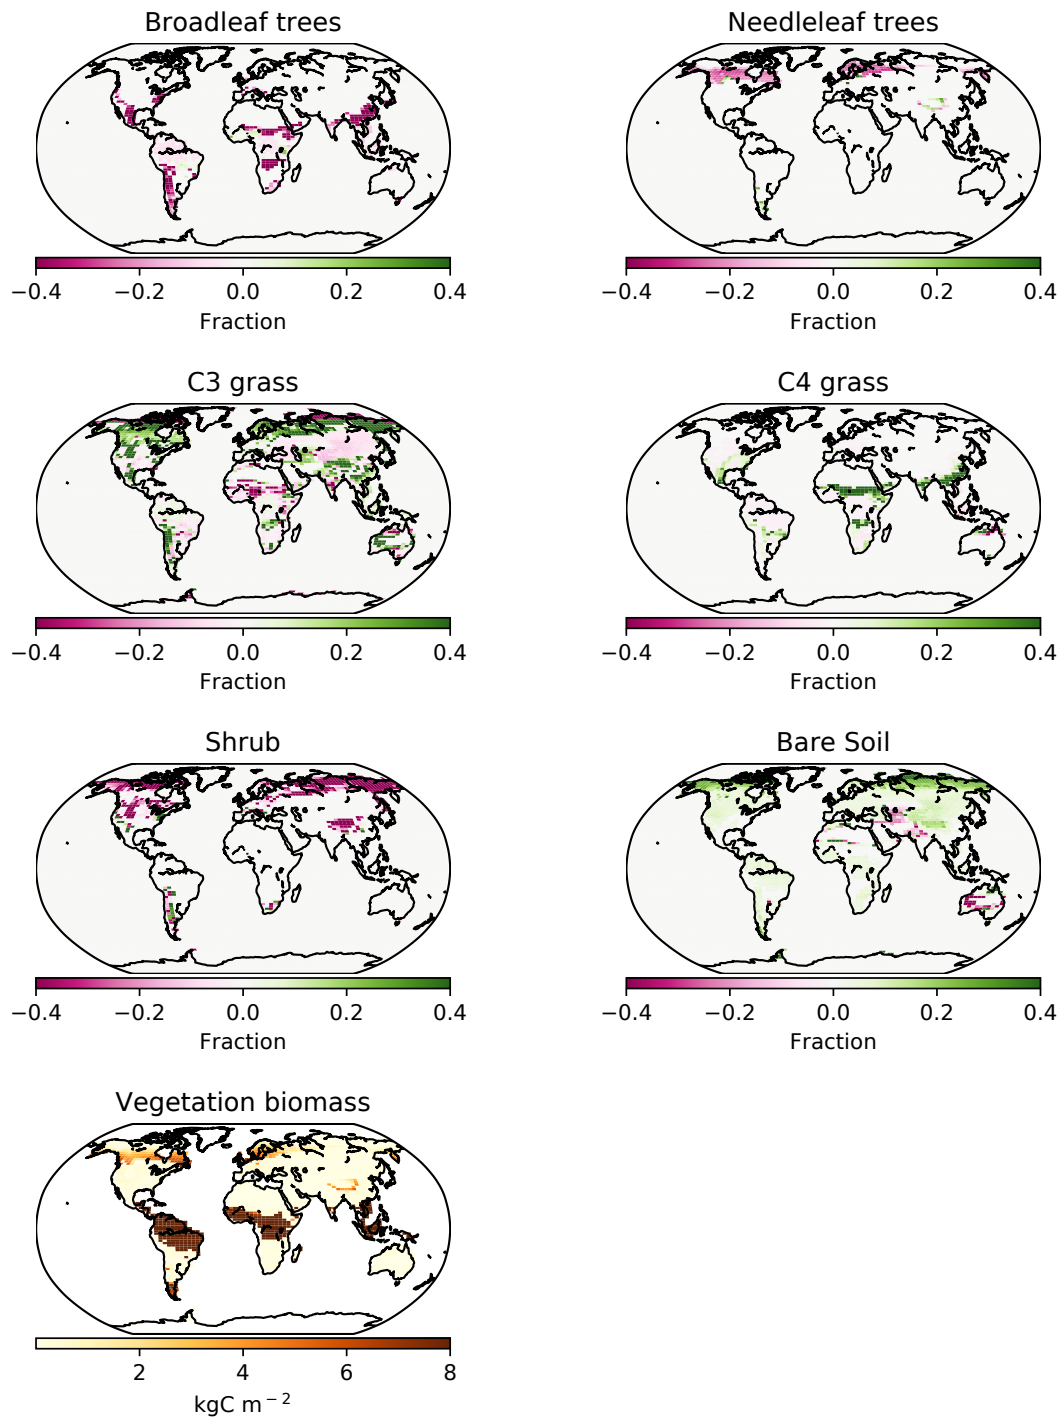 Broadleaf trees
Needleleaf trees
−0.4 −0.2 0.0 0.2 0.4
Fraction
−0.4 −0.2 0.0 0.2 0.4
Fraction
C3 grass
C4 grass
−0.4 −0.2 0.0 0.2 0.4
Fraction
−0.4 −0.2 0.0 0.2 0.4
Fraction
Shrub
Bare Soil
−0.4 −0.2 0.0 0.2 0.4
Fraction
−0.4 −0.2 0.0 0.2 0.4
Fraction
Vegetation biomass
2 4 6 8
kgC m⁻²